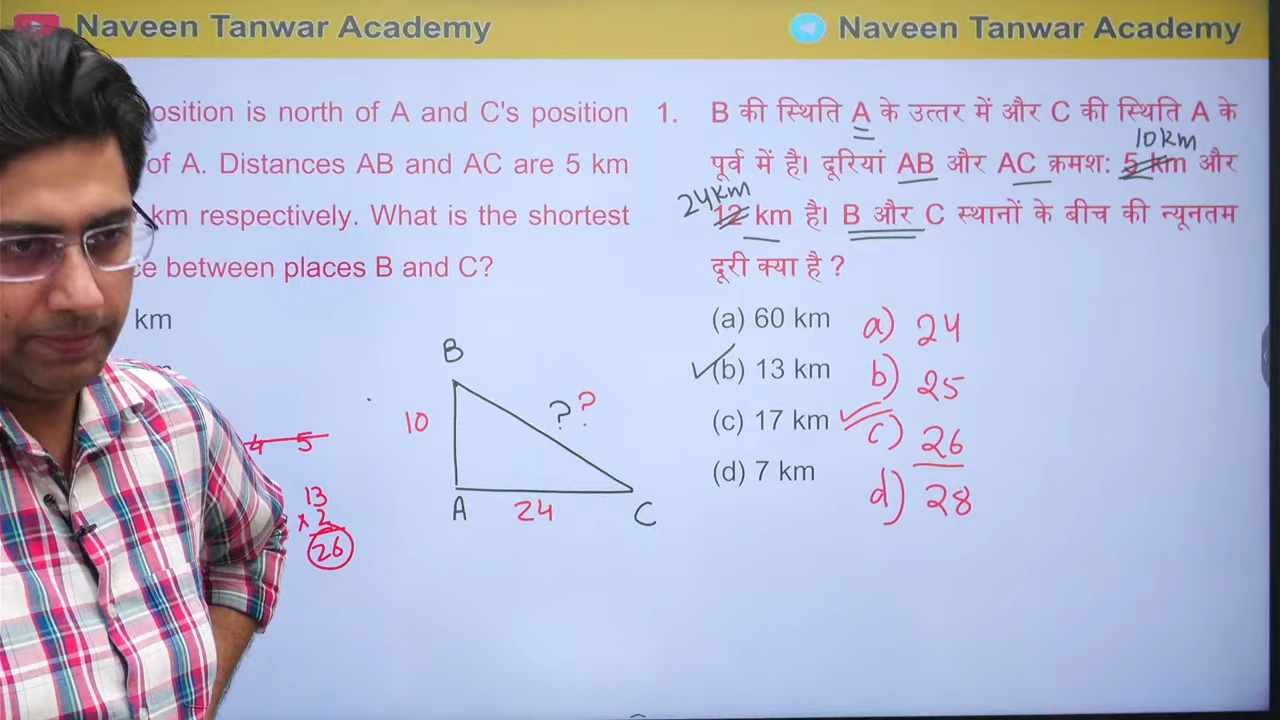 Naveen Tanwar Academy
Naveen Tanwar Academy
osition is north of A and C's position
of A. Distances AB and AC are 5 km
km respectively. What is the shortest
ce between places B and C?
km
4 5
13
x 2
26
B
10
? ?
A
24
C
1. B की स्थिति A के उत्तर में और C की स्थिति A के
10km
पूर्व में है। दूरियां AB और AC क्रमश: 5 km और
24km
12 km है। B और C स्थानों के बीच की न्यूनतम
दूरी क्या है ?
(a) 60 km a) 24
(b) 13 km b) 25
(c) 17 km c) 26
(d) 7 km d) 28